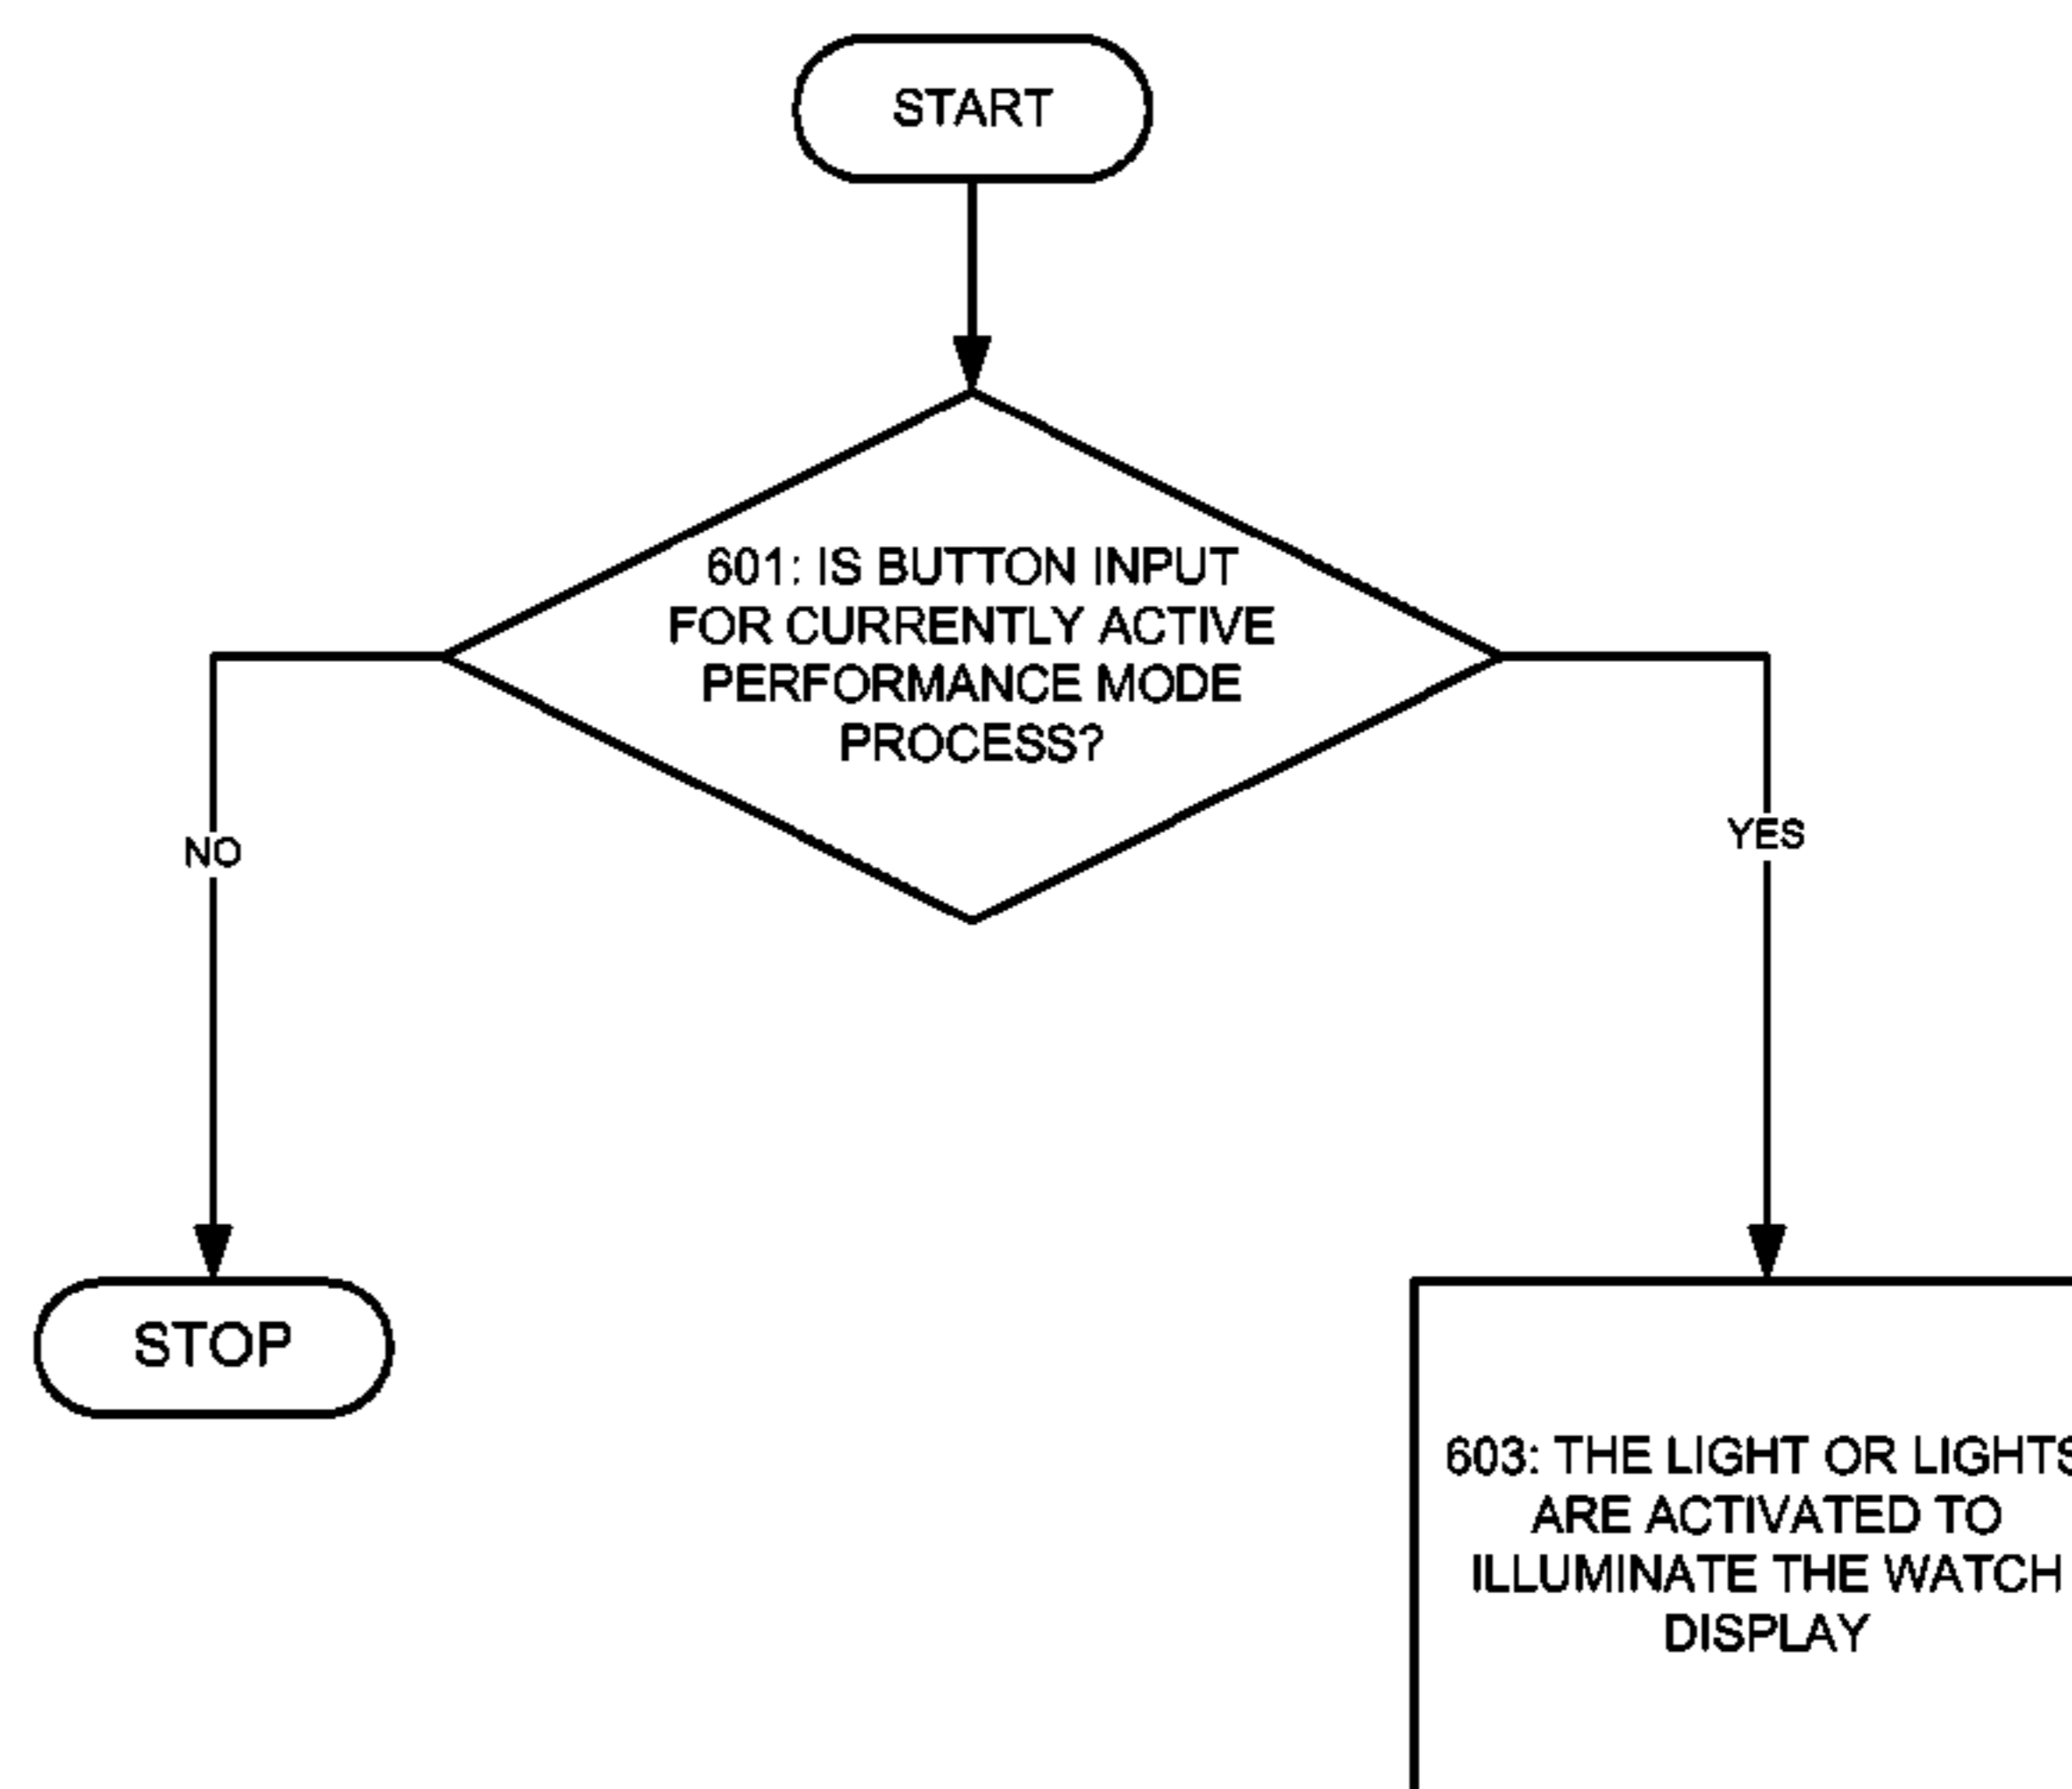 START
601: IS BUTTON INPUT
FOR CURRENTLY ACTIVE
PERFORMANCE MODE
PROCESS?
NO
YES
STOP
603: THE LIGHT OR LIGHTS
ARE ACTIVATED TO
ILLUMINATE THE WATCH
DISPLAY